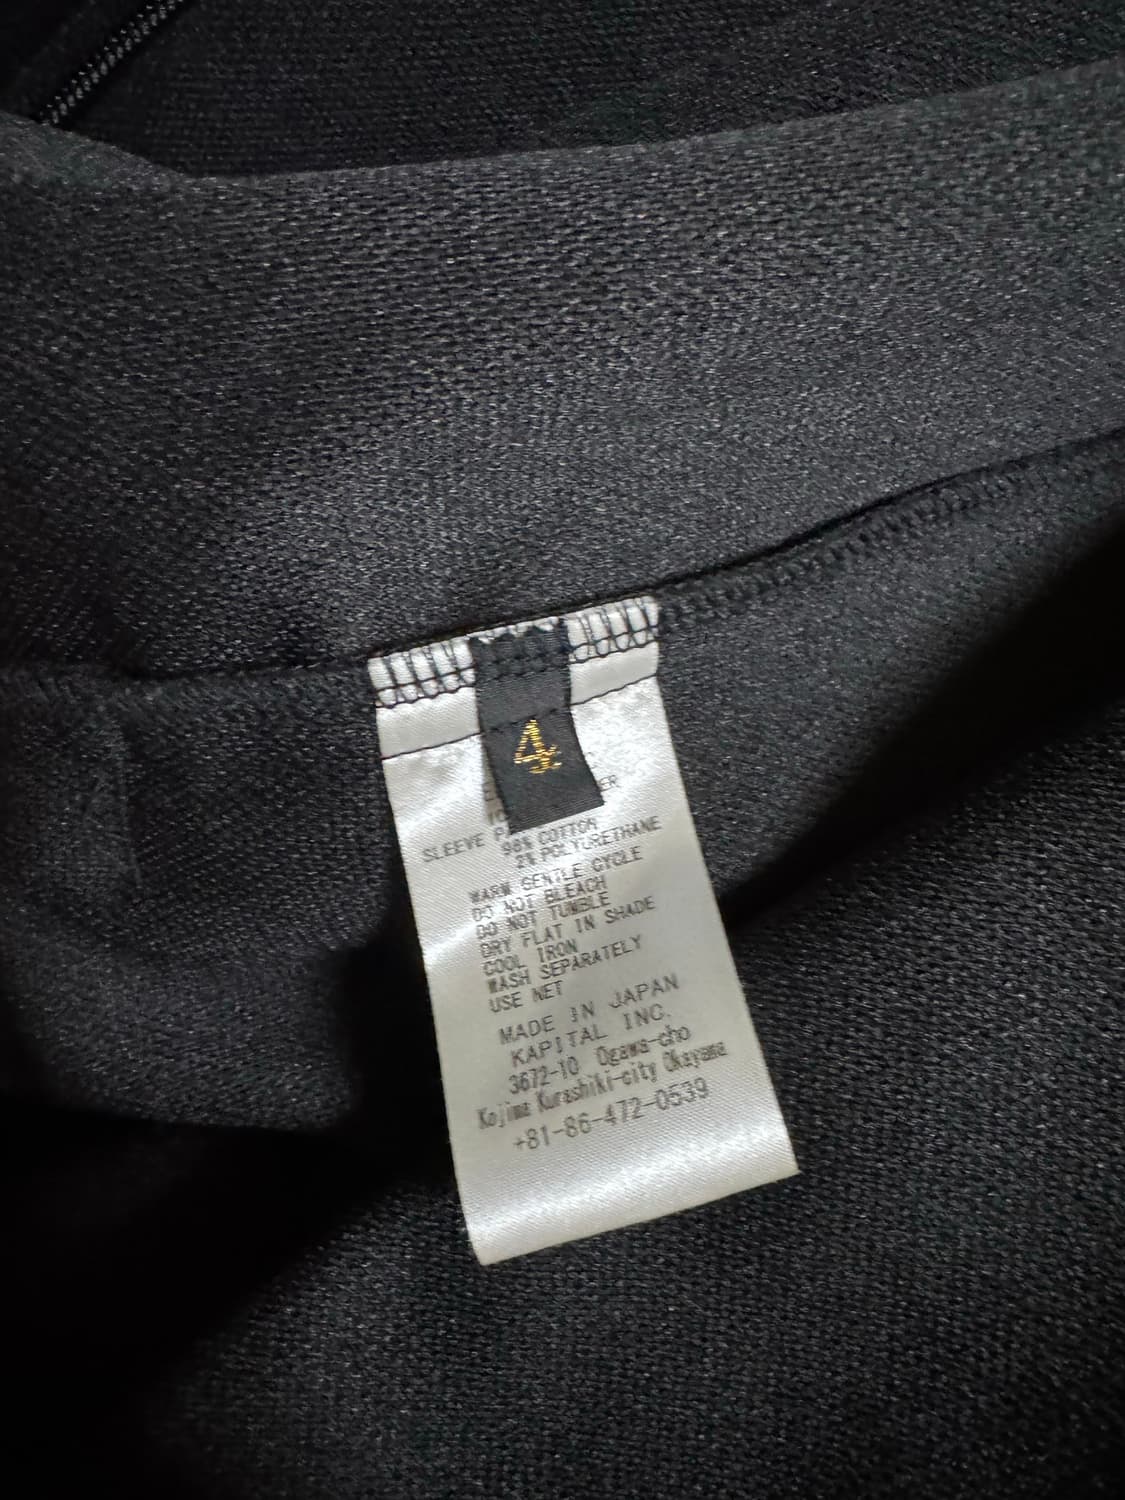 4
SLEEVE
98% COTTON
2% POLYURETHANE
WARM GENTLE CYCLE
DO NOT BLEACH
DO NOT TUMBLE
DRY FLAT IN SHADE
COOL IRON
WASH SEPARATELY
USE NET
MADE IN JAPAN
KAPITAL INC.
3672-10 Ogawa-cho
Kojima Kurashiki-city Okayama
+81-86-472-0539